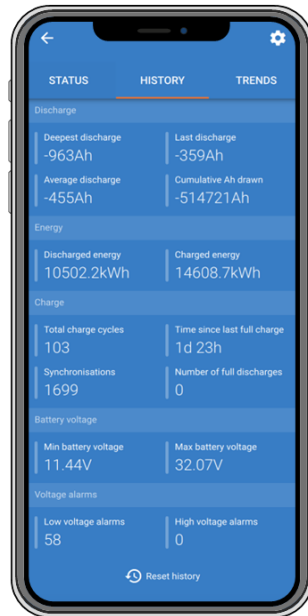 STATUS HISTORY TRENDS
Discharge
Deepest discharge Last discharge
-963Ah -359Ah
Average discharge Cumulative Ah drawn
-455Ah -514721Ah
Energy
Discharged energy Charged energy
10502.2kWh 14608.7kWh
Charge
Total charge cycles Time since last full charge
103 1d 23h
Synchronisations Number of full discharges
1699 0
Battery voltage
Min battery voltage Max battery voltage
11.44V 32.07V
Voltage alarms
Low voltage alarms High voltage alarms
58 0
Reset history